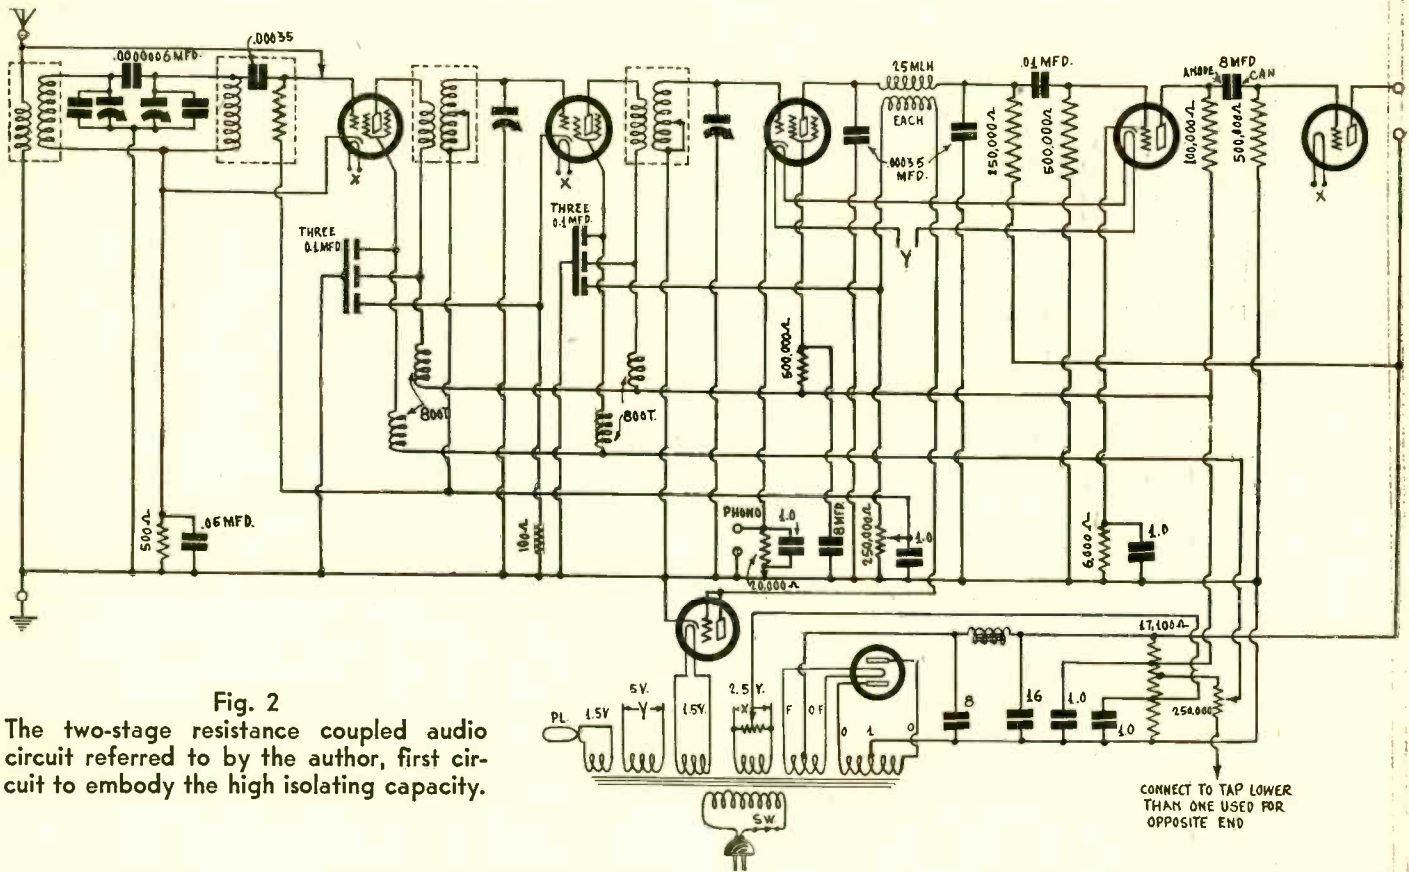 .0000006 MFD.
.00035
25 MLH
EACH
.00035
MFD.
250,000Ω
.01 MFD.
500,000Ω
ANODE
8 MFD
CAN
100,000Ω
500,000Ω
X
X
X
THREE
0.1 MFD
THREE
0.1 MFD.
Y
800T.
800T.
500,000Ω
500Ω
.06 MFD.
100Ω
PHONO
1.0
20,000Ω
8 MFD.
250,000Ω
1.0
6,000Ω
1.0
17,100Ω
250,000
PL.
1.5V
5V.
Y
1.5V.
2.5V.
X
F
O
F
O
1
O
8
16
1.0
1.0
SW.
CONNECT TO TAP LOWER
THAN ONE USED FOR
OPPOSITE END
Fig. 2
The two-stage resistance coupled audio
circuit referred to by the author, first cir-
cuit to embody the high isolating capacity.